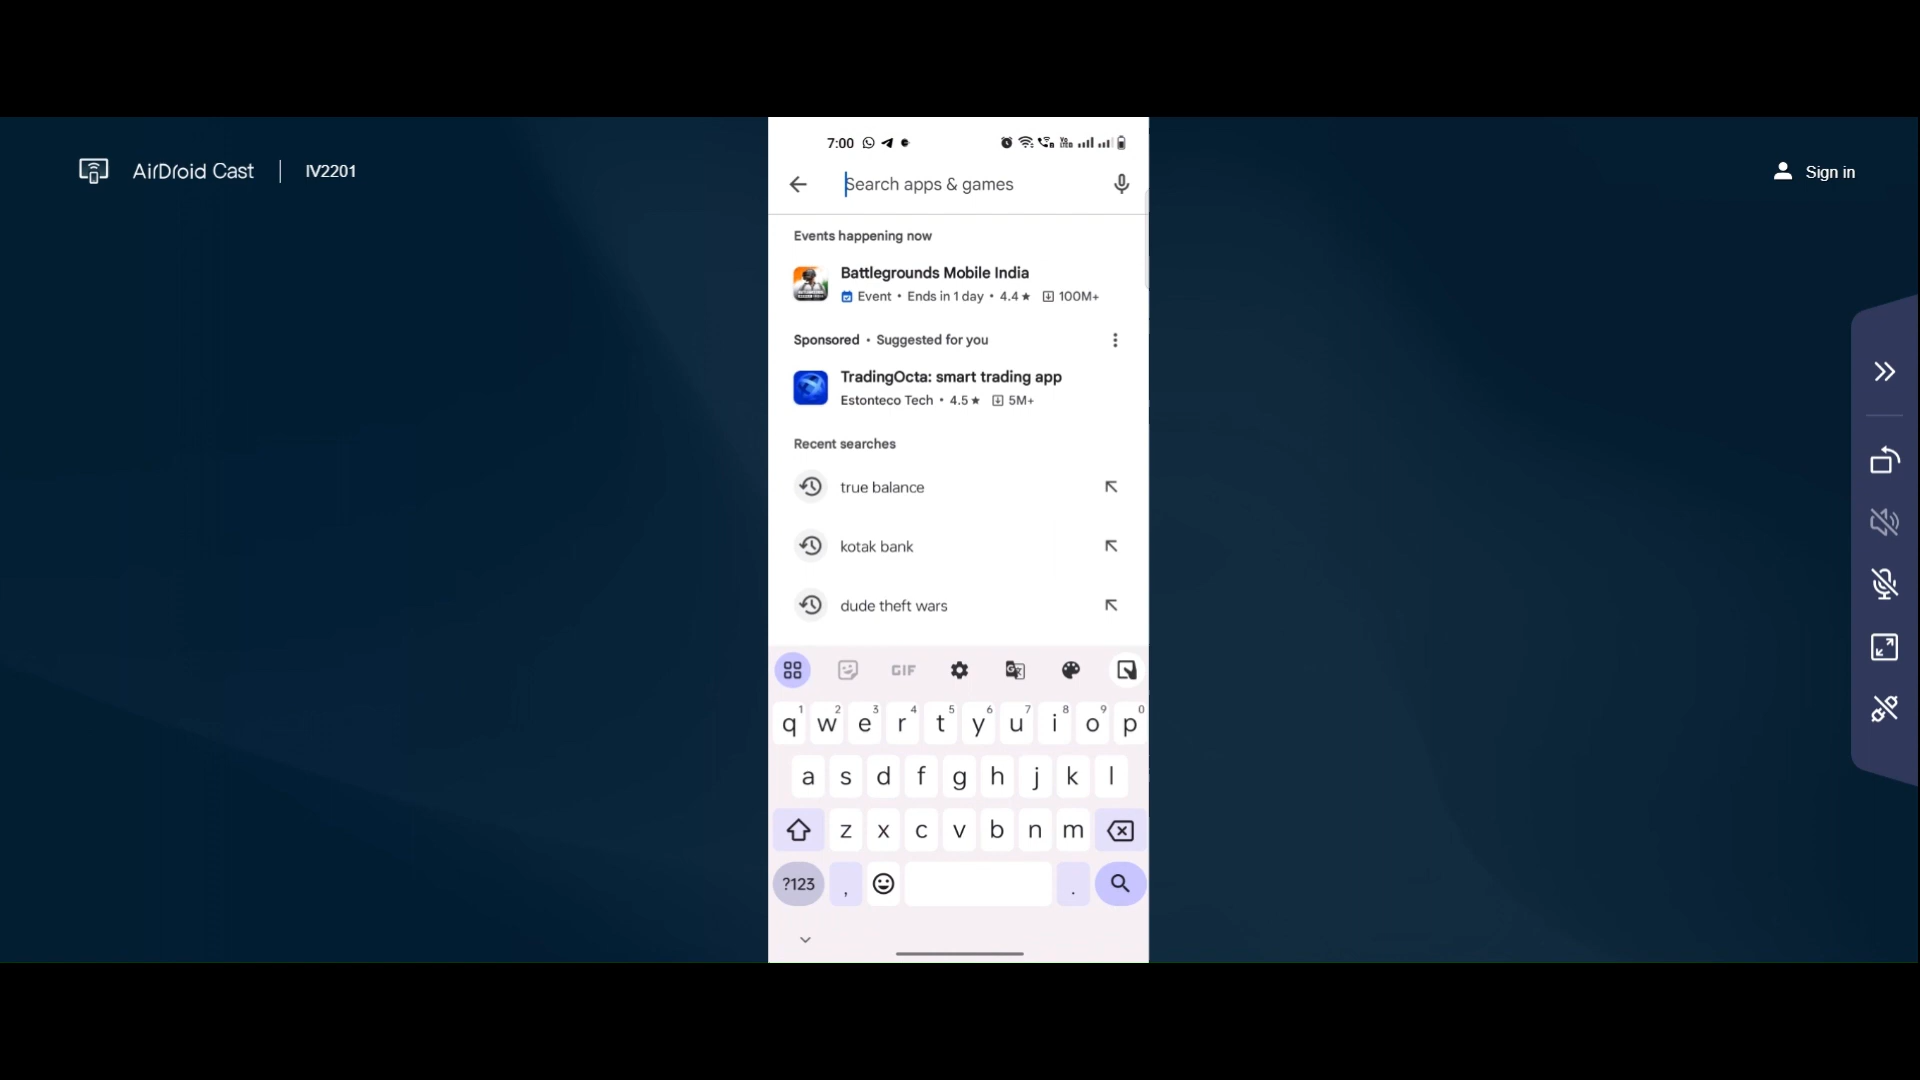 AirDroid Cast | IV2201
Sign in
7:00
Search apps & games
Events happening now
Battlegrounds Mobile India
Event • Ends in 1 day • 4.4★ 100M+
Sponsored • Suggested for you
TradingOcta: smart trading app
Estonteco Tech • 4.5★ 5M+
Recent searches
true balance
kotak bank
dude theft wars
GIF
1 2 3 4 5 6 7 8 9 0
q w e r t y u i o p
a s d f g h j k l
z x c v b n m
?123 , .